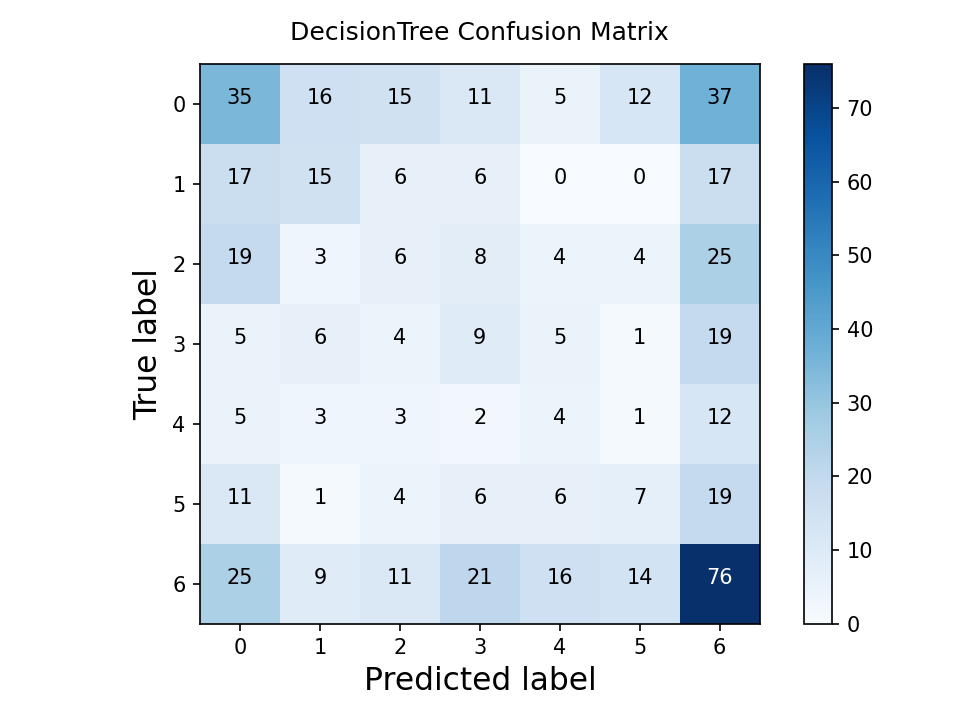 DecisionTree Confusion Matrix
0 35 16 15 11 5 12 37
1 17 15 6 6 0 0 17
2 19 3 6 8 4 4 25
3 5 6 4 9 5 1 19
4 5 3 3 2 4 1 12
5 11 1 4 6 6 7 19
6 25 9 11 21 16 14 76
0 1 2 3 4 5 6
Predicted label
True label
70
60
50
40
30
20
10
0